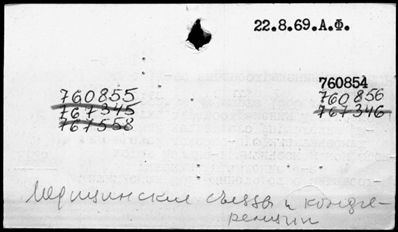 22.8.69.А.Ф.
760854
760855
760856
767345
767346
767558
Медицинские съезды и конфе-
ренции